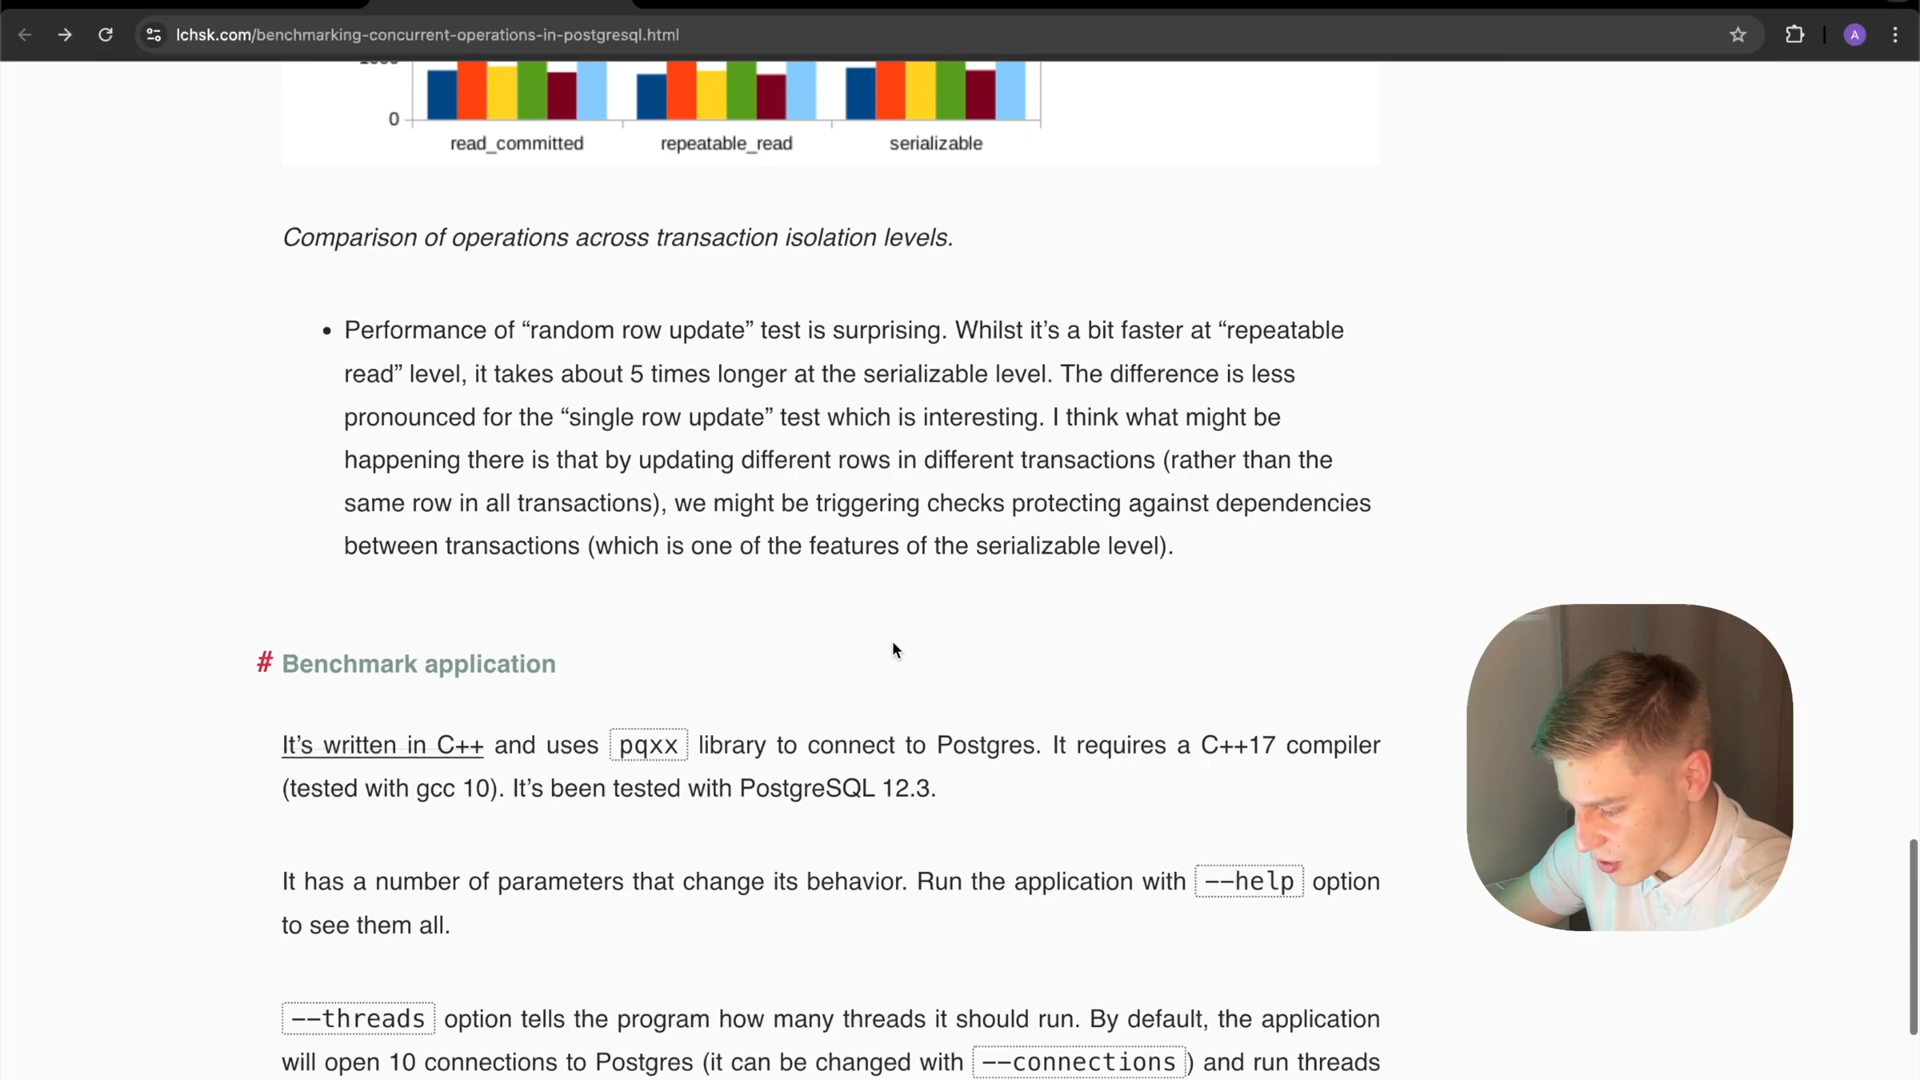 lchsk.com/benchmarking-concurrent-operations-in-postgresql.html
A
0
read_committed repeatable_read serializable
Comparison of operations across transaction isolation levels.
• Performance of “random row update” test is surprising. Whilst it’s a bit faster at “repeatable
read” level, it takes about 5 times longer at the serializable level. The difference is less
pronounced for the “single row update” test which is interesting. I think what might be
happening there is that by updating different rows in different transactions (rather than the
same row in all transactions), we might be triggering checks protecting against dependencies
between transactions (which is one of the features of the serializable level).
# Benchmark application
It’s written in C++ and uses pqxx library to connect to Postgres. It requires a C++17 compiler
(tested with gcc 10). It’s been tested with PostgreSQL 12.3.
It has a number of parameters that change its behavior. Run the application with --help option
to see them all.
--threads option tells the program how many threads it should run. By default, the application
will open 10 connections to Postgres (it can be changed with --connections) and run threads